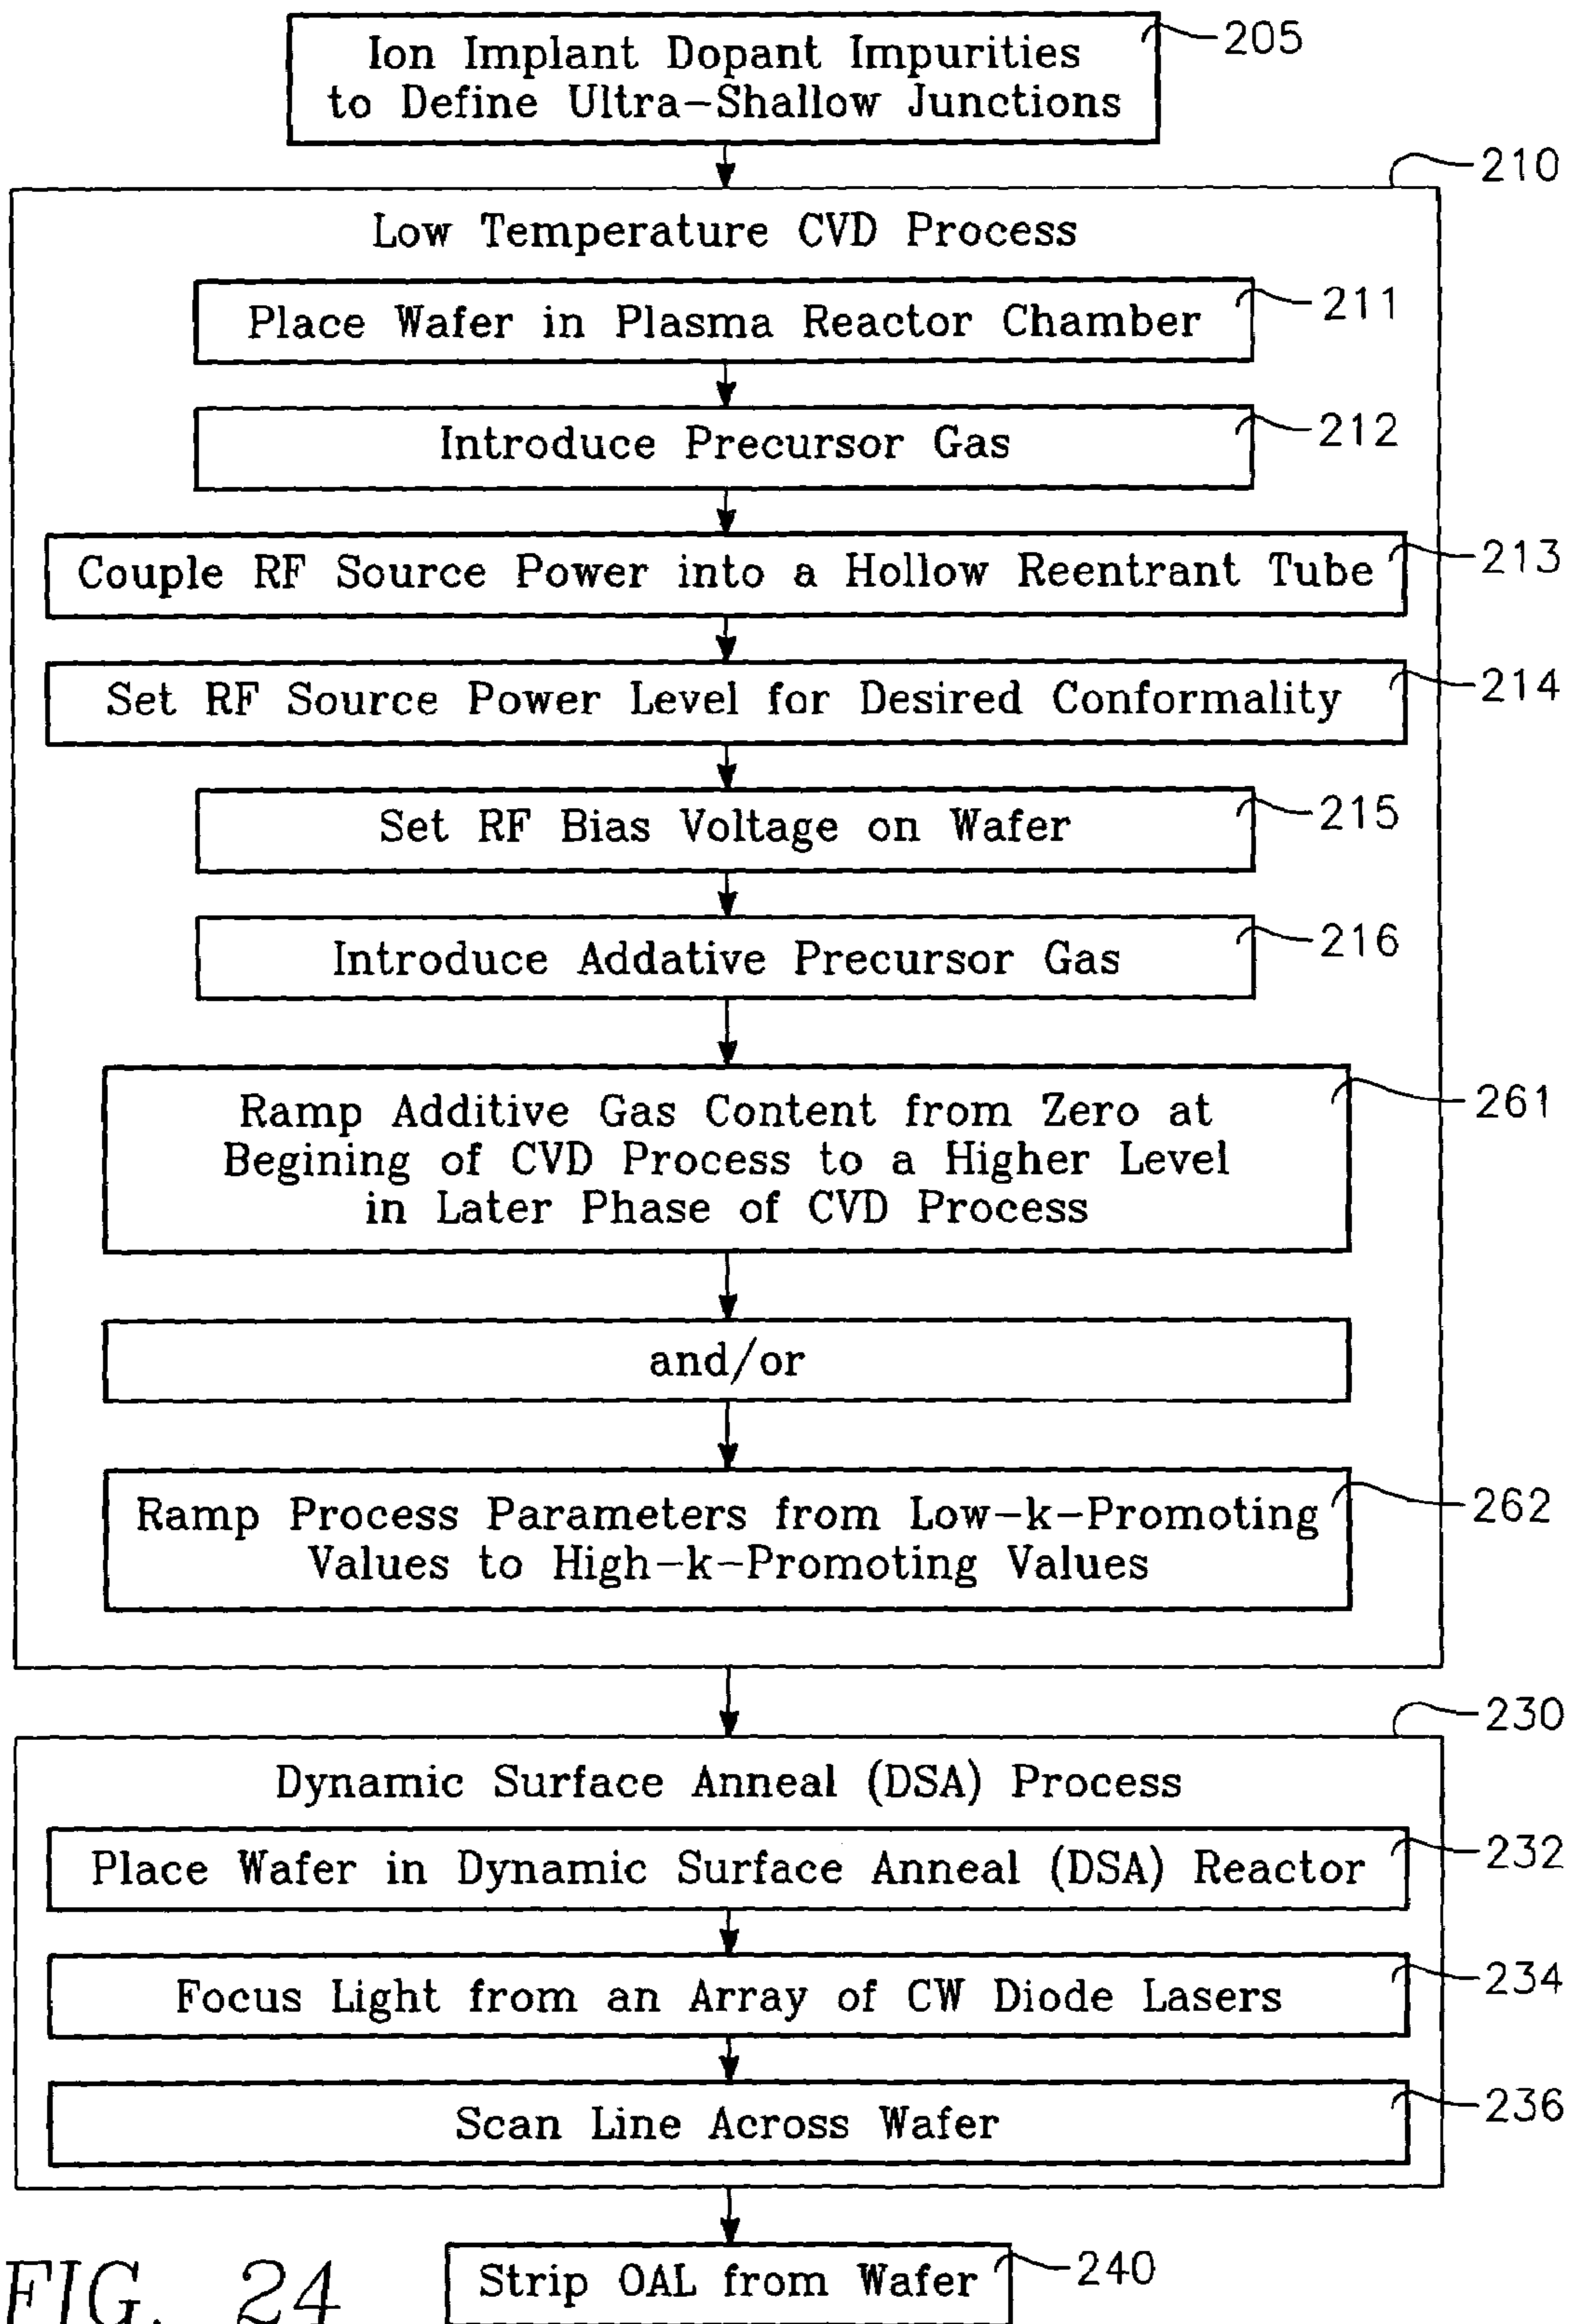 Ion Implant Dopant Impurities
to Define Ultra-Shallow Junctions
205
210
Low Temperature CVD Process
Place Wafer in Plasma Reactor Chamber
211
Introduce Precursor Gas
212
Couple RF Source Power into a Hollow Reentrant Tube
213
Set RF Source Power Level for Desired Conformality
214
Set RF Bias Voltage on Wafer
215
Introduce Addative Precursor Gas
216
Ramp Additive Gas Content from Zero at
Begining of CVD Process to a Higher Level
in Later Phase of CVD Process
261
and/or
Ramp Process Parameters from Low-k-Promoting
Values to High-k-Promoting Values
262
230
Dynamic Surface Anneal (DSA) Process
Place Wafer in Dynamic Surface Anneal (DSA) Reactor
232
Focus Light from an Array of CW Diode Lasers
234
Scan Line Across Wafer
236
Strip OAL from Wafer
240
FIG. 24